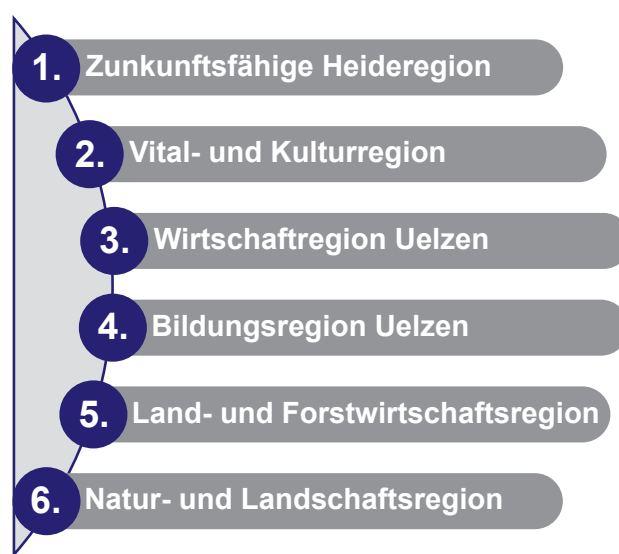 1. Zunkunftsfähige Heideregion
2. Vital- und Kulturregion
3. Wirtschaftregion Uelzen
4. Bildungsregion Uelzen
5. Land- und Forstwirtschaftsregion
6. Natur- und Landschaftsregion